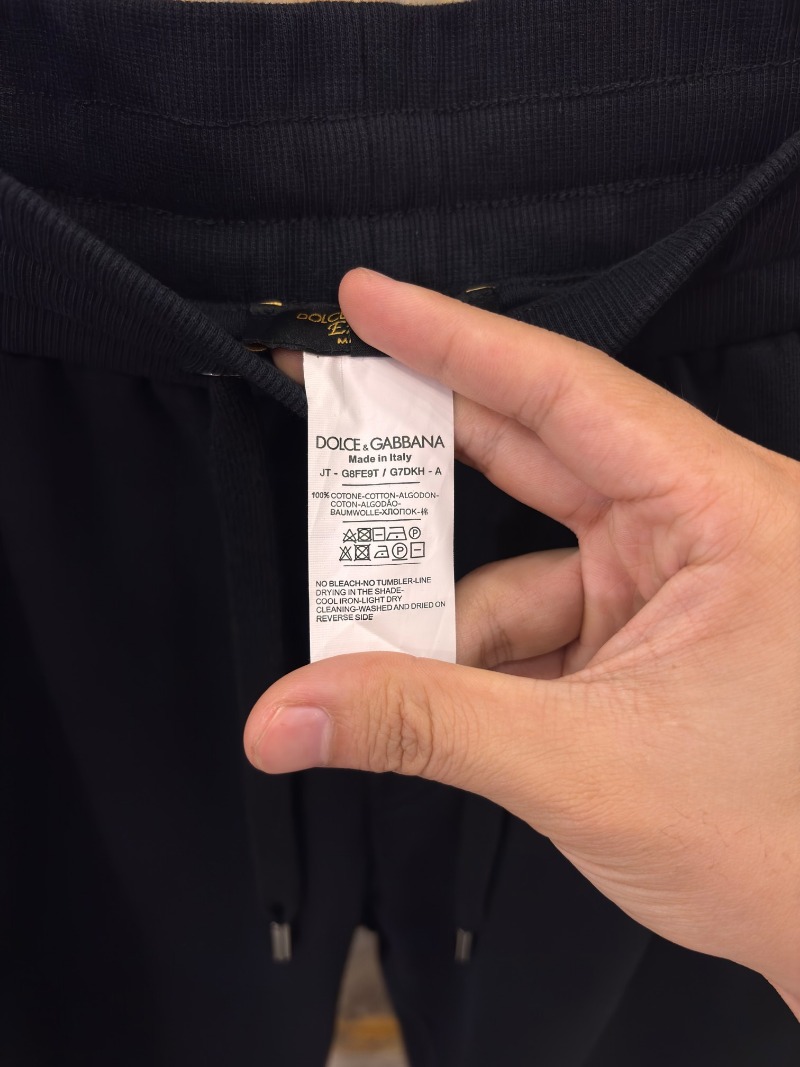 DOLCE & GABBANA
Made in Italy
JT - G8FE9T / G7DKH - A
100% COTONE-COTTON-ALGODON-
COTON-ALGODÃO-
BAUMWOLLE-ХЛОПОК-棉
NO BLEACH-NO TUMBLER-LINE
DRYING IN THE SHADE-
COOL IRON-LIGHT DRY
CLEANING-WASHED AND DRIED ON
REVERSE SIDE